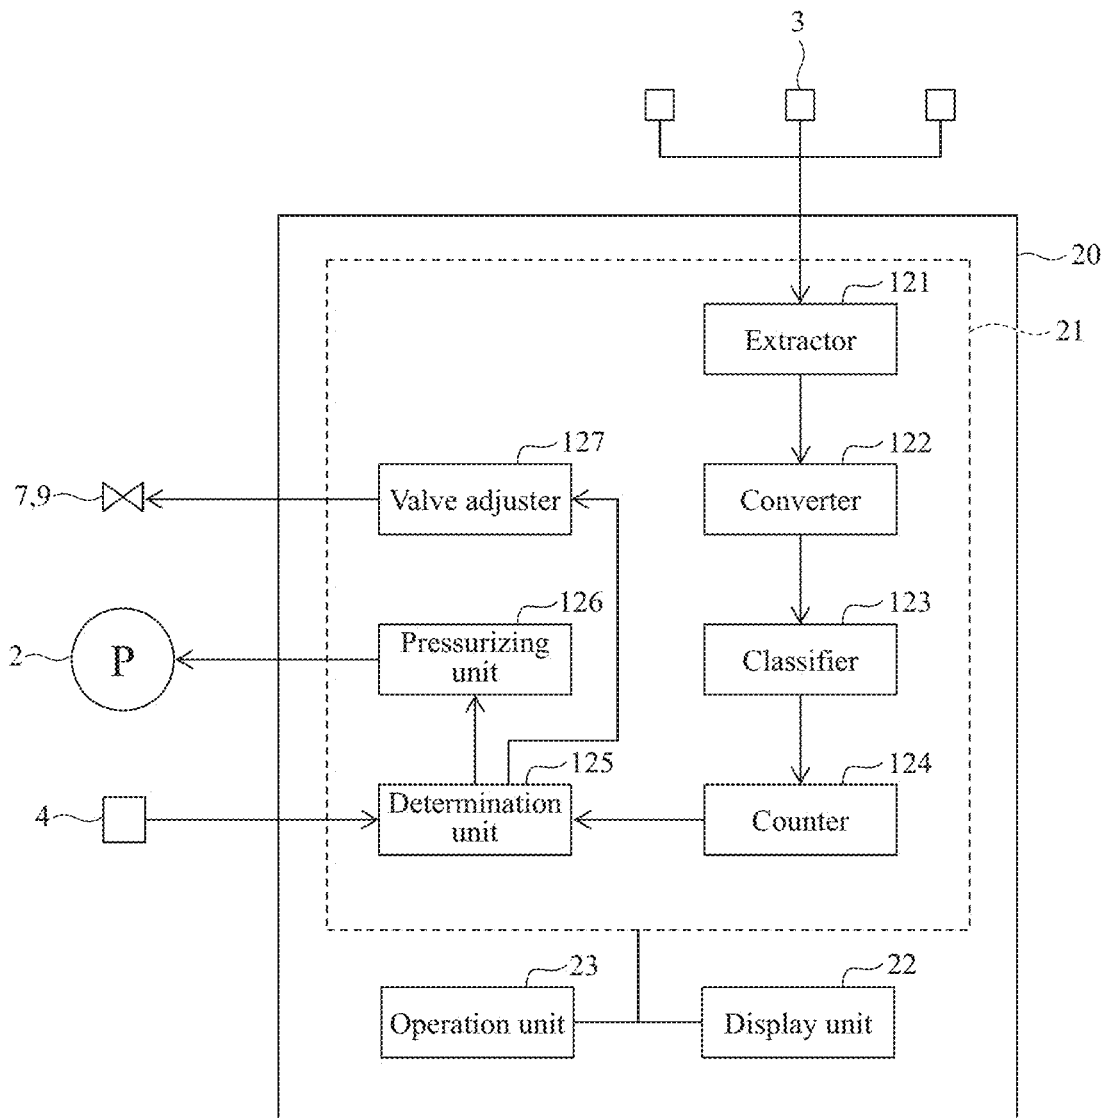 3
20
121
Extractor
21
127
122
7,9
Valve adjuster
Converter
126
123
2
P
Pressurizing
unit
Classifier
125
124
4
Determination
unit
Counter
23
22
Operation unit
Display unit